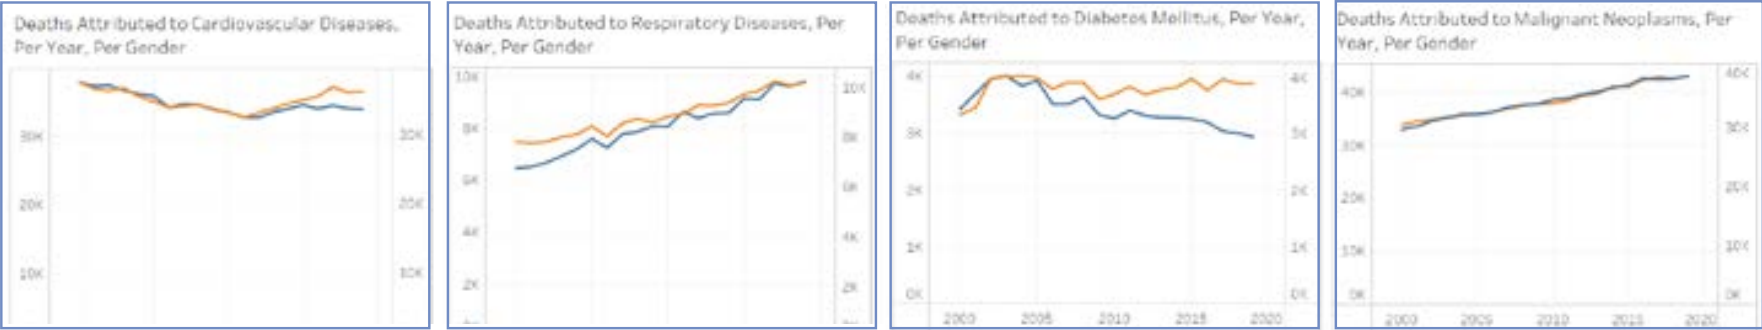 Deaths Attributed to Cardiovascular Diseases,
Per Year, Per Gender
30K
20K
10K
30K
20K
10K
Deaths Attributed to Respiratory Diseases, Per
Year, Per Gender
10K
8K
6K
4K
2K
10K
8K
6K
4K
2K
Deaths Attributed to Diabetes Mellitus, Per Year,
Per Gender
4K
3K
2K
1K
0K
4K
3K
2K
1K
0K
2000 2005 2010 2015 2020
Deaths Attributed to Malignant Neoplasms, Per
Year, Per Gender
40K
30K
20K
10K
0K
40K
30K
20K
10K
0K
2000 2005 2010 2015 2020